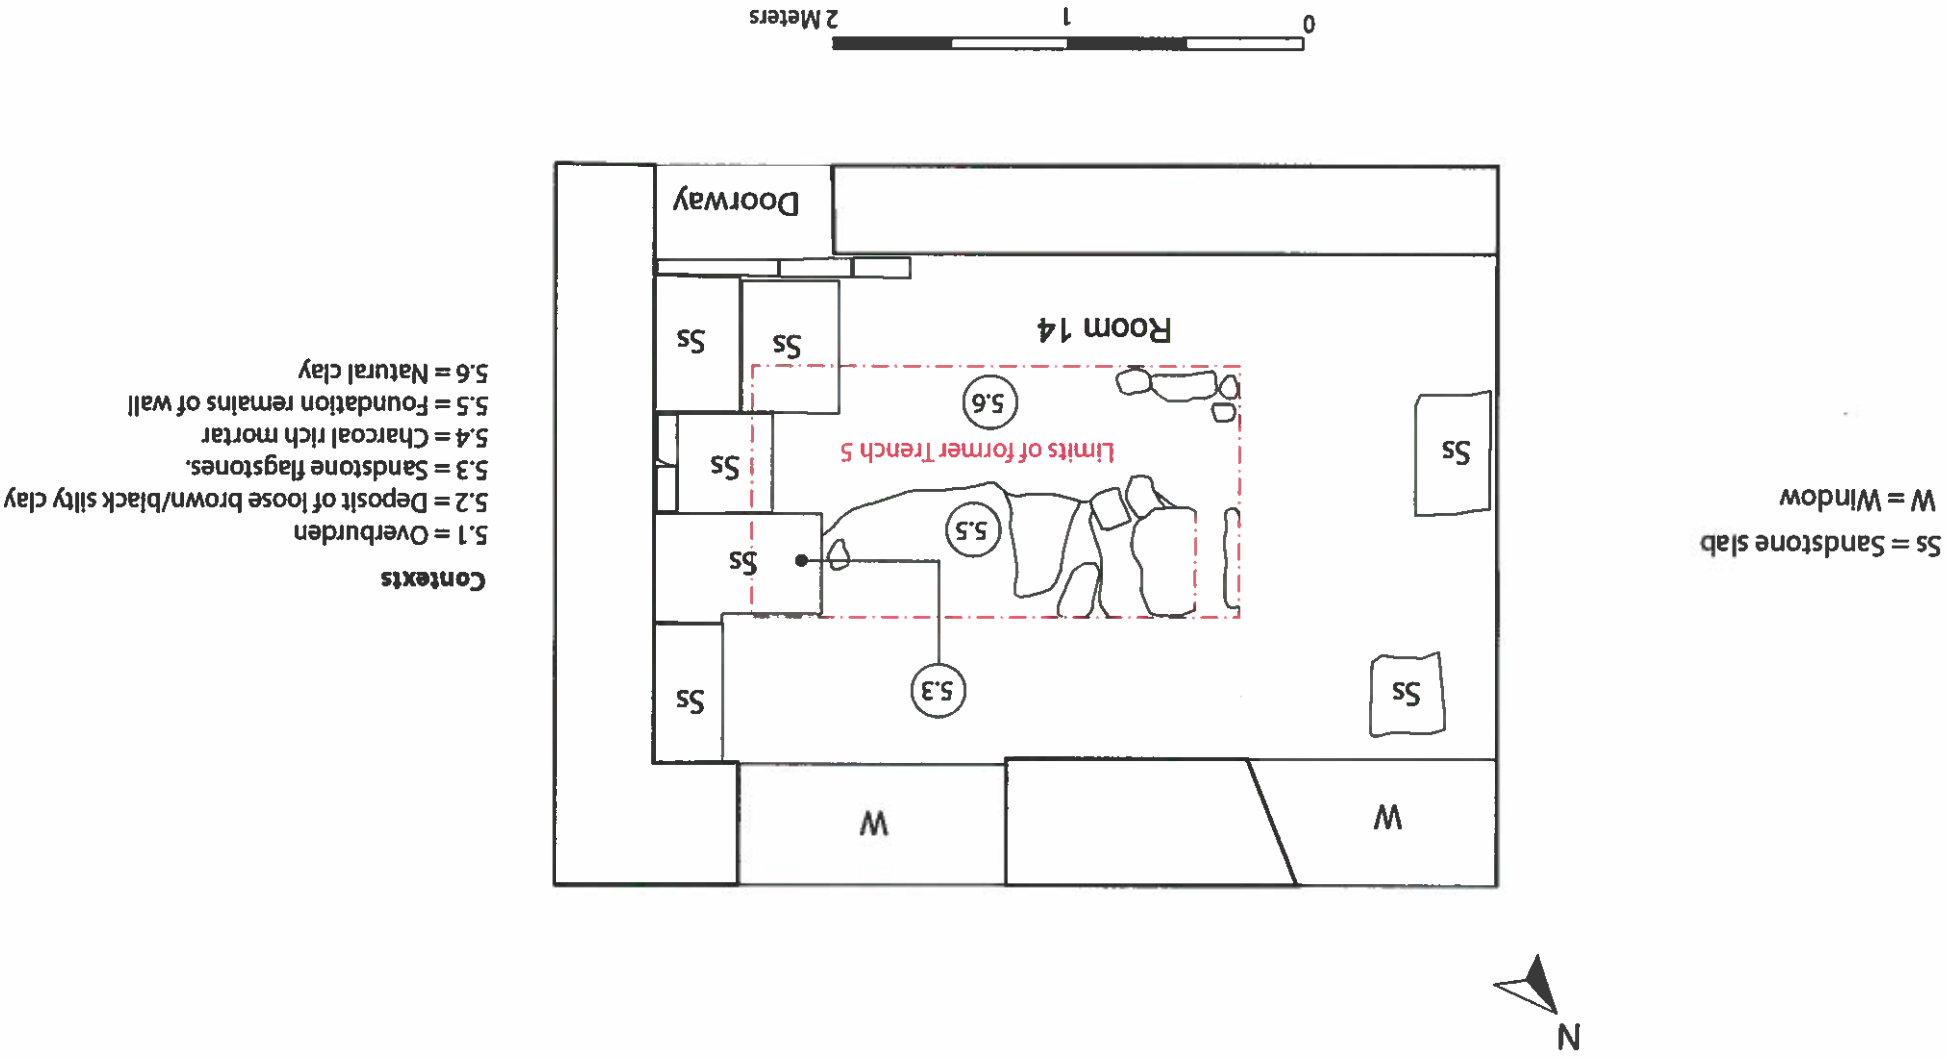 N
W
W
Ss = Sandstone slab
W = Window
Ss
Ss
5.3
Ss
Ss
5.5
Ss
Limits of former Trench 5
5.6
Ss
Ss
Room 14
Doorway
Contexts
5.1 = Overburden
5.2 = Deposit of loose brown/black silty clay
5.3 = Sandstone flagstones.
5.4 = Charcoal rich mortar
5.5 = Foundation remains of wall
5.6 = Natural clay
0 1 2 Meters